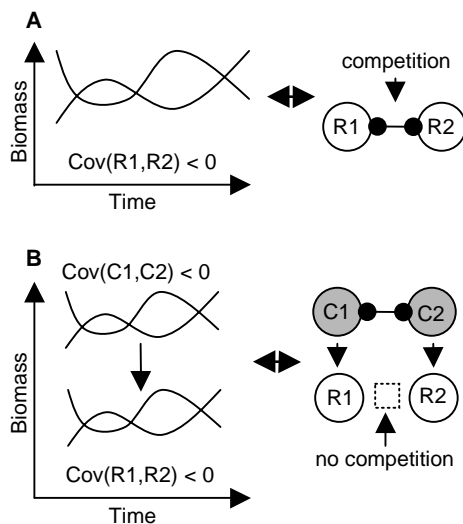 A
Biomass
Cov(R1,R2) < 0
Time
competition
R1
R2
B
Biomass
Cov(C1,C2) < 0
Cov(R1,R2) < 0
Time
C1
C2
R1
R2
no competition